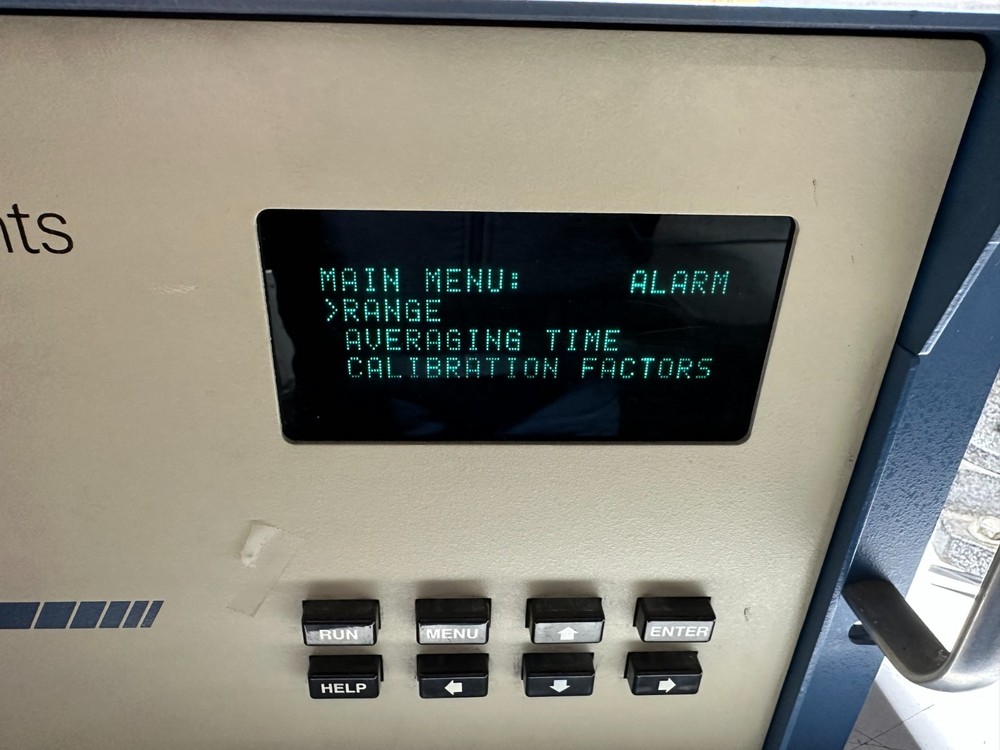 nts
MAIN MENU: ALARM
>RANGE
AVERAGING TIME
CALIBRATION FACTORS
RUN MENU ENTER
HELP